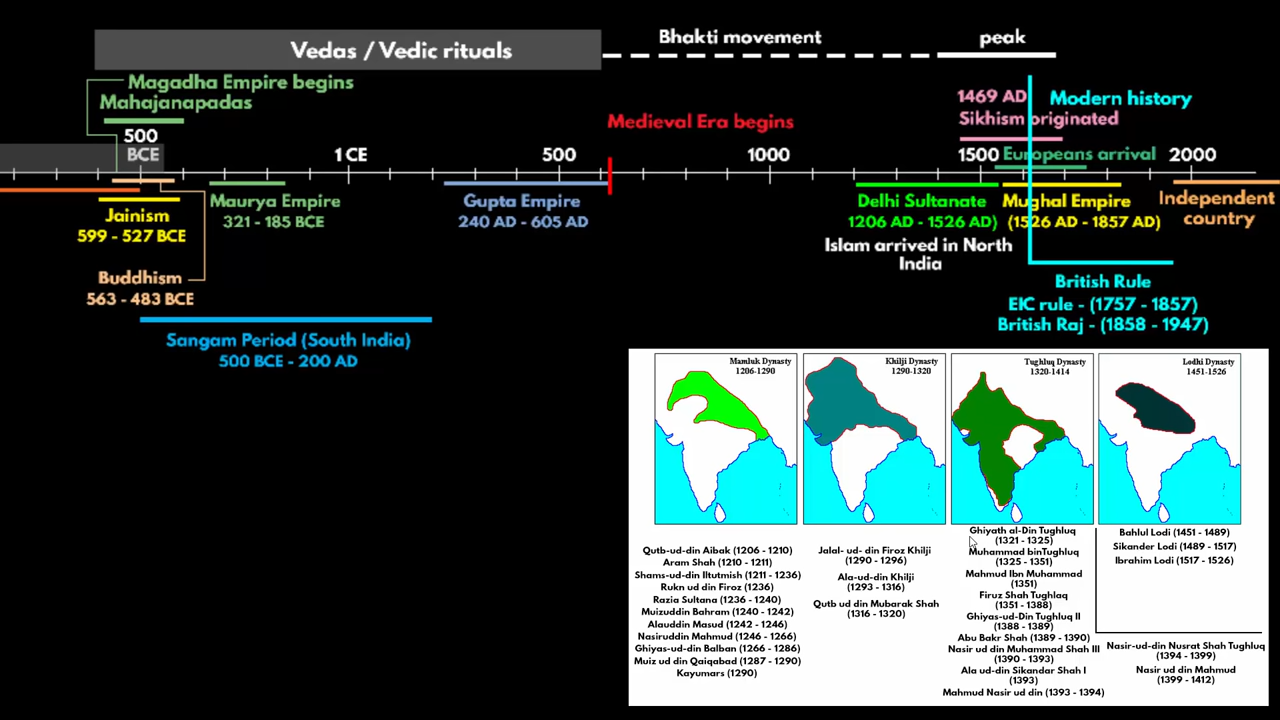 Vedas / Vedic rituals
Bhakti movement
peak
Magadha Empire begins
Mahajanapadas
500
BCE
1 CE
500
Medieval Era begins
1000
1469 AD
Sikhism originated
1500
Modern history
Europeans arrival
2000
Jainism
599 - 527 BCE
Maurya Empire
321 - 185 BCE
Gupta Empire
240 AD - 605 AD
Delhi Sultanate
1206 AD - 1526 AD)
Mughal Empire
(1526 AD - 1857 AD)
Independent
country
Islam arrived in North
India
Buddhism
563 - 483 BCE
British Rule
EIC rule - (1757 - 1857)
British Raj - (1858 - 1947)
Sangam Period (South India)
500 BCE - 200 AD
Mamluk Dynasty
1206-1290
Khilji Dynasty
1290-1320
Tughluq Dynasty
1320-1414
Lodhi Dynasty
1451-1526
Qutb-ud-din Aibak (1206 - 1210)
Aram Shah (1210 - 1211)
Shams-ud-din Iltutmish (1211 - 1236)
Rukn ud din Firoz (1236)
Razia Sultana (1236 - 1240)
Muizuddin Bahram (1240 - 1242)
Alauddin Masud (1242 - 1246)
Nasiruddin Mahmud (1246 - 1266)
Ghiyas-ud-din Balban (1266 - 1286)
Muiz ud din Qaiqabad (1287 - 1290)
Kayumars (1290)
Jalal- ud- din Firoz Khilji
(1290 - 1296)
Ala-ud-din Khilji
(1293 - 1316)
Qutb ud din Mubarak Shah
(1316 - 1320)
Ghiyath al-Din Tughluq
(1321 - 1325)
Muhammad binTughluq
(1325 - 1351)
Mahmud Ibn Muhammad
(1351)
Firuz Shah Tughlaq
(1351 - 1388)
Ghiyas-ud-Din Tughluq II
(1388 - 1389)
Abu Bakr Shah (1389 - 1390)
Nasir ud din Muhammad Shah III
(1390 - 1393)
Ala ud-din Sikandar Shah I
(1393)
Mahmud Nasir ud din (1393 - 1394)
Bahlul Lodi (1451 - 1489)
Sikander Lodi (1489 - 1517)
Ibrahim Lodi (1517 - 1526)
Nasir-ud-din Nusrat Shah Tughluq
(1394 - 1399)
Nasir ud din Mahmud
(1399 - 1412)